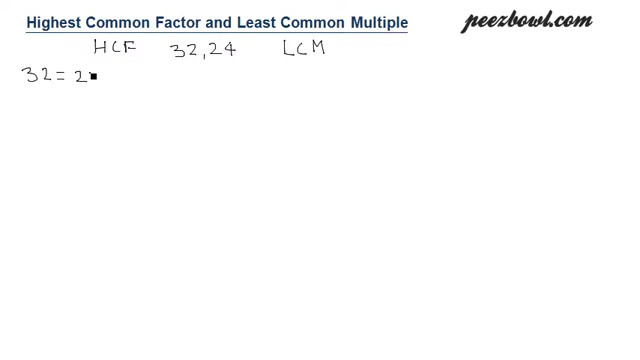 Highest Common Factor and Least Common Multiple
peezbowl.com
HCF 32,24 LCM
32 = 2